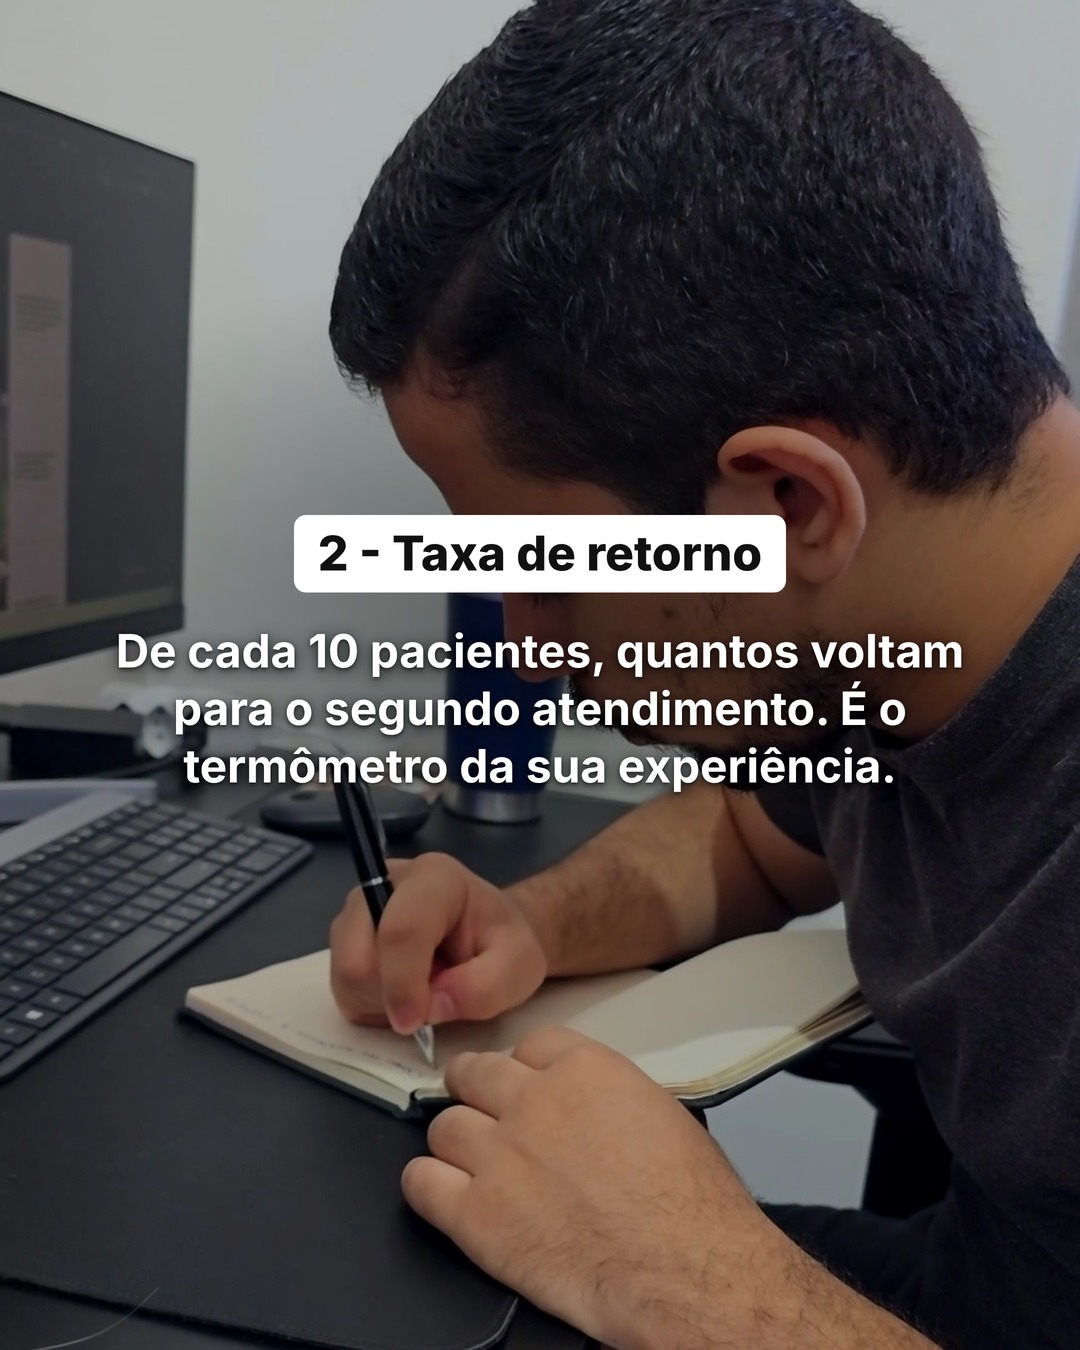 2 - Taxa de retorno
De cada 10 pacientes, quantos voltam
para o segundo atendimento. É o
termômetro da sua experiência.